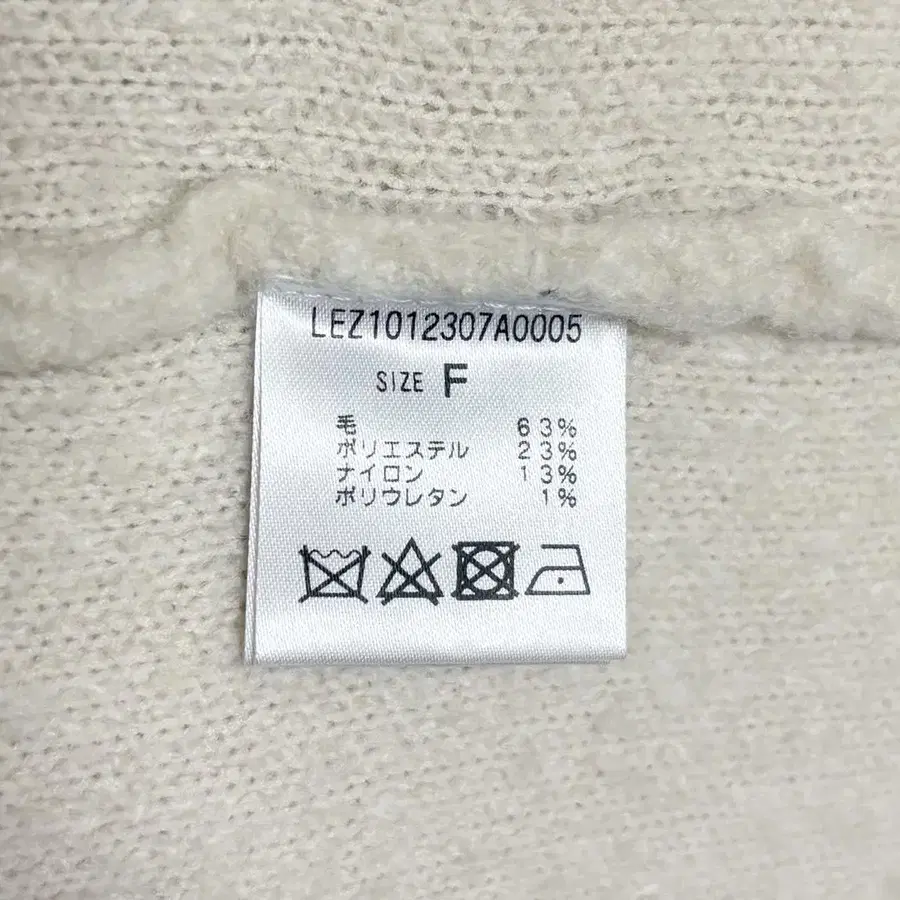 LEZ1012307A0005
SIZE F
毛 63%
ポリエステル 23%
ナイロン 13%
ポリウレタン 1%